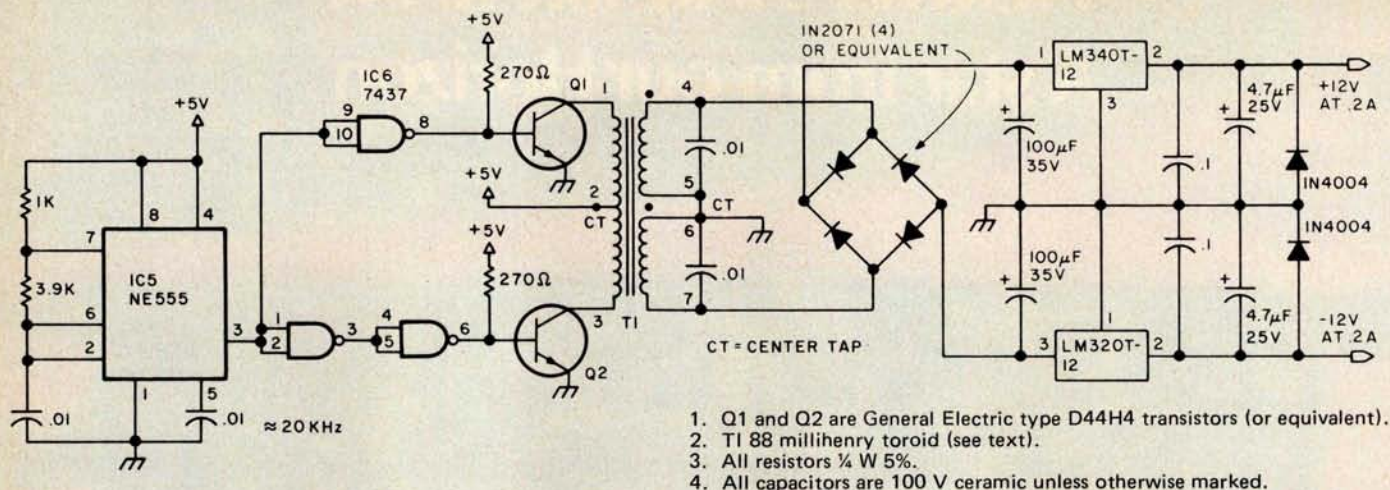 +5V
1K
7
8
4
3.9K
IC5
NE555
6
2
3
1
5
.01
.01
≈ 20 KHz
+5V
IC6
7437
270Ω
9
10
8
Q1
1
+5V
2
CT
+5V
270Ω
1
2
3
4
5
6
3
T1
Q2
4
.01
5
CT
6
.01
7
CT = CENTER TAP
IN2071 (4)
OR EQUIVALENT
1
LM340T-
12
2
3
+
100µF
35V
.1
4.7µF
25V
+
+12V
AT .2A
IN4004
IN4004
100µF
35V
+
.1
+
4.7µF
25V
1
3
LM320T-
12
2
-12V
AT .2A
1. Q1 and Q2 are General Electric type D44H4 transistors (or equivalent).
2. T1 88 millihenry toroid (see text).
3. All resistors ¼ W 5%.
4. All capacitors are 100 V ceramic unless otherwise marked.